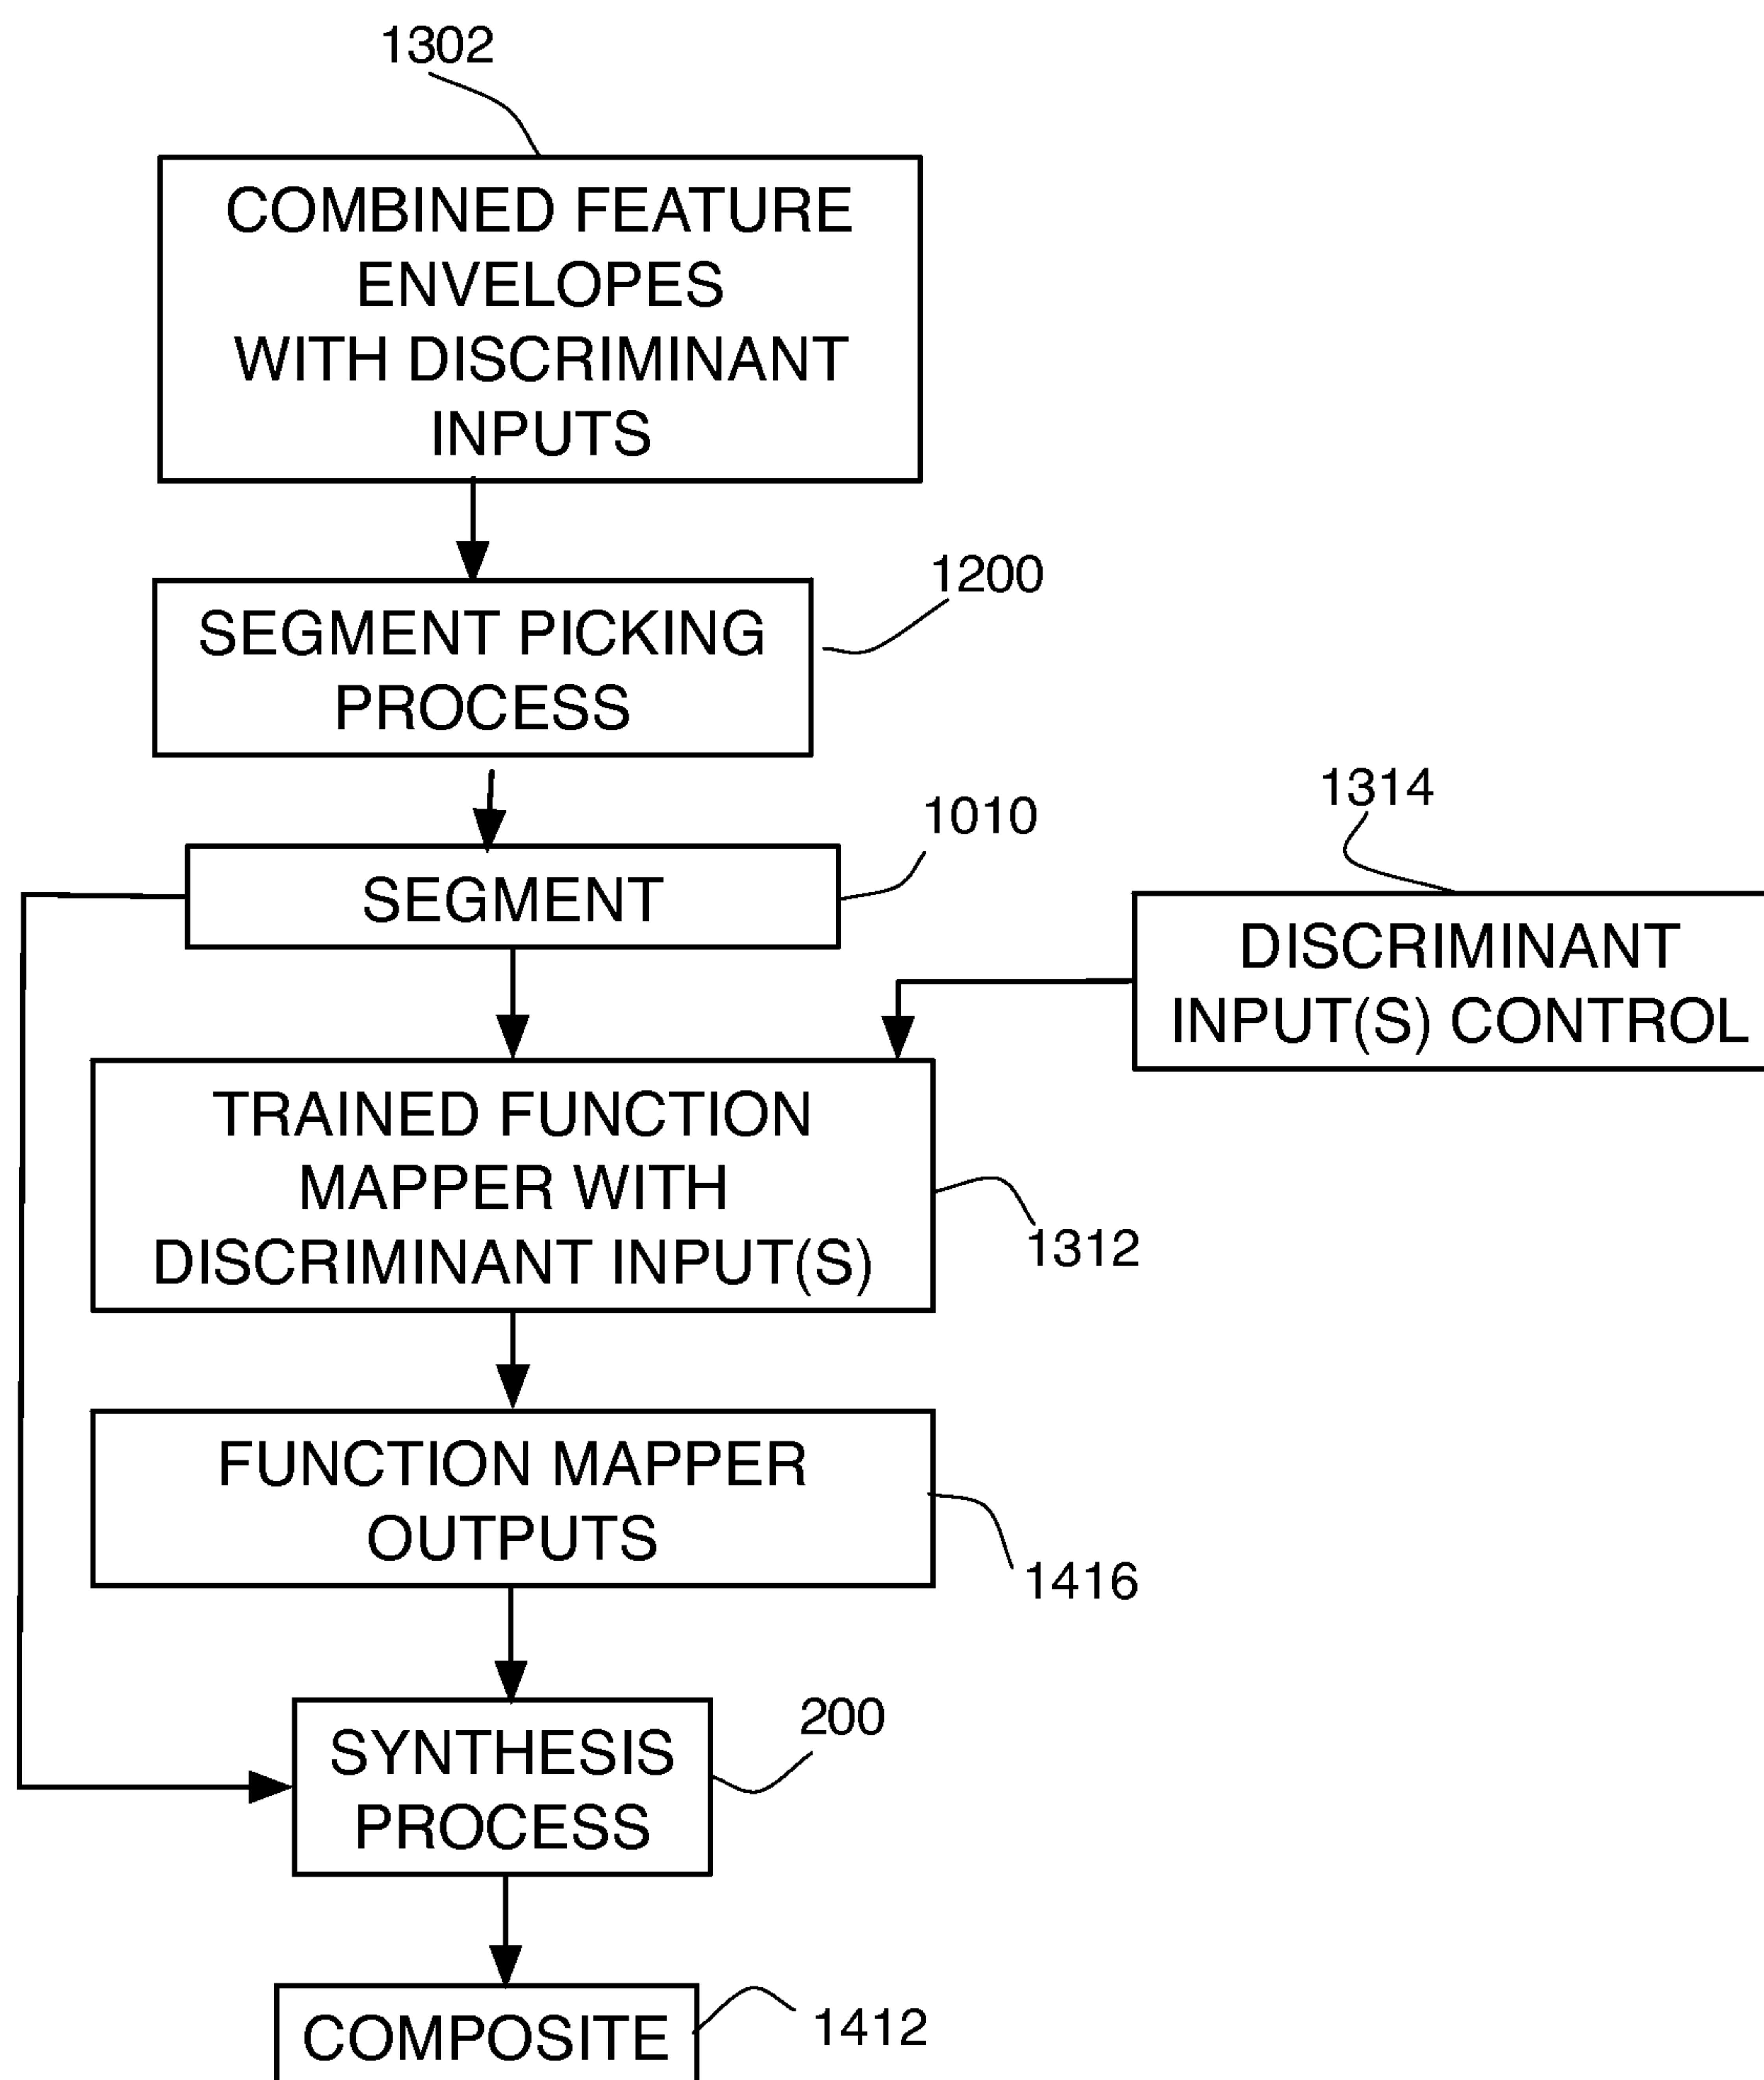 1302
COMBINED FEATURE
ENVELOPES
WITH DISCRIMINANT
INPUTS
1200
SEGMENT PICKING
PROCESS
1010
SEGMENT
1314
DISCRIMINANT
INPUT(S) CONTROL
TRAINED FUNCTION
MAPPER WITH
DISCRIMINANT INPUT(S)
1312
FUNCTION MAPPER
OUTPUTS
1416
200
SYNTHESIS
PROCESS
COMPOSITE
1412